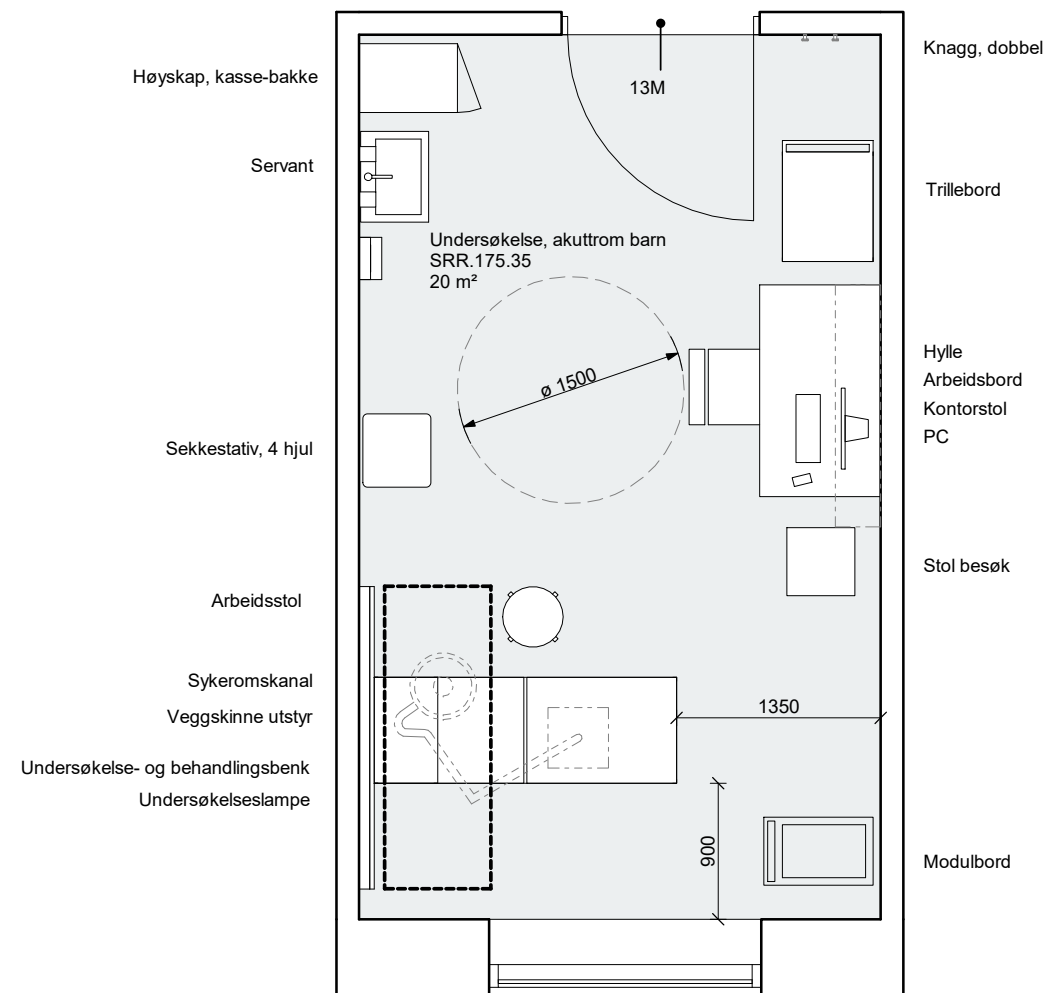 Knagg, dobbel
Høyskap, kasse-bakke
13M
Servant
Trillebord
Undersøkelse, akuttrom barn
SRR.175.35
20 m²
Hylle
Arbeidsbord
Kontorstol
PC
ø 1500
Sekkestativ, 4 hjul
Stol besøk
Arbeidsstol
Sykeromskanal
Veggskinne utstyr
1350
Undersøkelse- og behandlingsbenk
Undersøkelseslampe
900
Modulbord